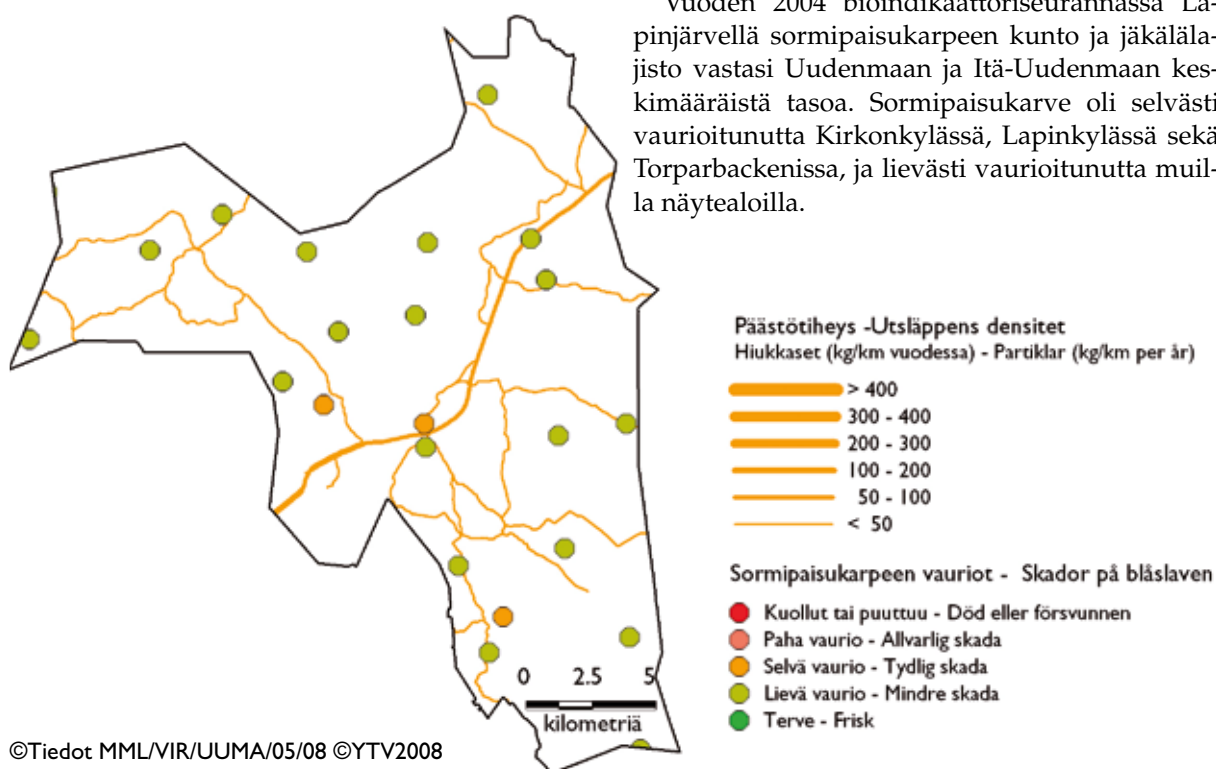 Vuoden 2004 bioindikaattoriseurannassa La-
pinjärvellä sormipaisukarpeen kunto ja jäkäläla-
jisto vastasi Uudenmaan ja Itä-Uudenmaan kes-
kimääräistä tasoa. Sormipaisukarve oli selvästi
vaurioitunutta Kirkonkylässä, Lapinkylässä sekä
Torparbackenissa, ja lievästi vaurioitunutta muil-
la näytealoilla.
Päästötiheys -Utsläppens densitet
Hiukkaset (kg/km vuodessa) - Partiklar (kg/km per år)
> 400
300 - 400
200 - 300
100 - 200
50 - 100
< 50
Sormipaisukarpeen vauriot - Skador på blåslaven
Kuollut tai puuttuu - Död eller försvunnen
Paha vaurio - Allvarlig skada
Selvä vaurio - Tydlig skada
Lievä vaurio - Mindre skada
Terve - Frisk
0 2.5 5
kilometriä
©Tiedot MML/VIR/UUMA/05/08 ©YTV2008